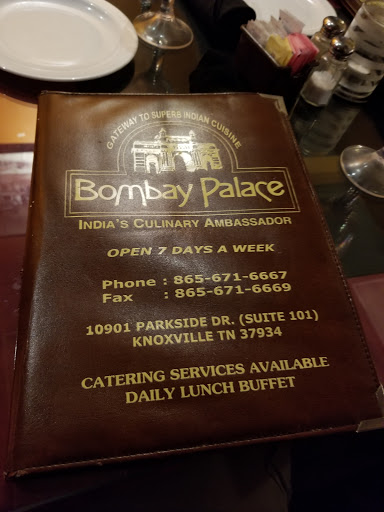 GATEWAY TO SUPERB INDIAN CUISINE
Bombay Palace
INDIA'S CULINARY AMBASSADOR
OPEN 7 DAYS A WEEK
Phone : 865-671-6667
Fax : 865-671-6669
10901 PARKSIDE DR. (SUITE 101)
KNOXVILLE TN 37934
CATERING SERVICES AVAILABLE
DAILY LUNCH BUFFET